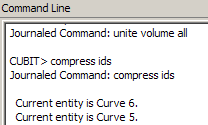 Command Line
Journaled Command: unite volume all
CUBIT> compress ids
Journaled Command: compress ids
Current entity is Curve 6.
Current entity is Curve 5.